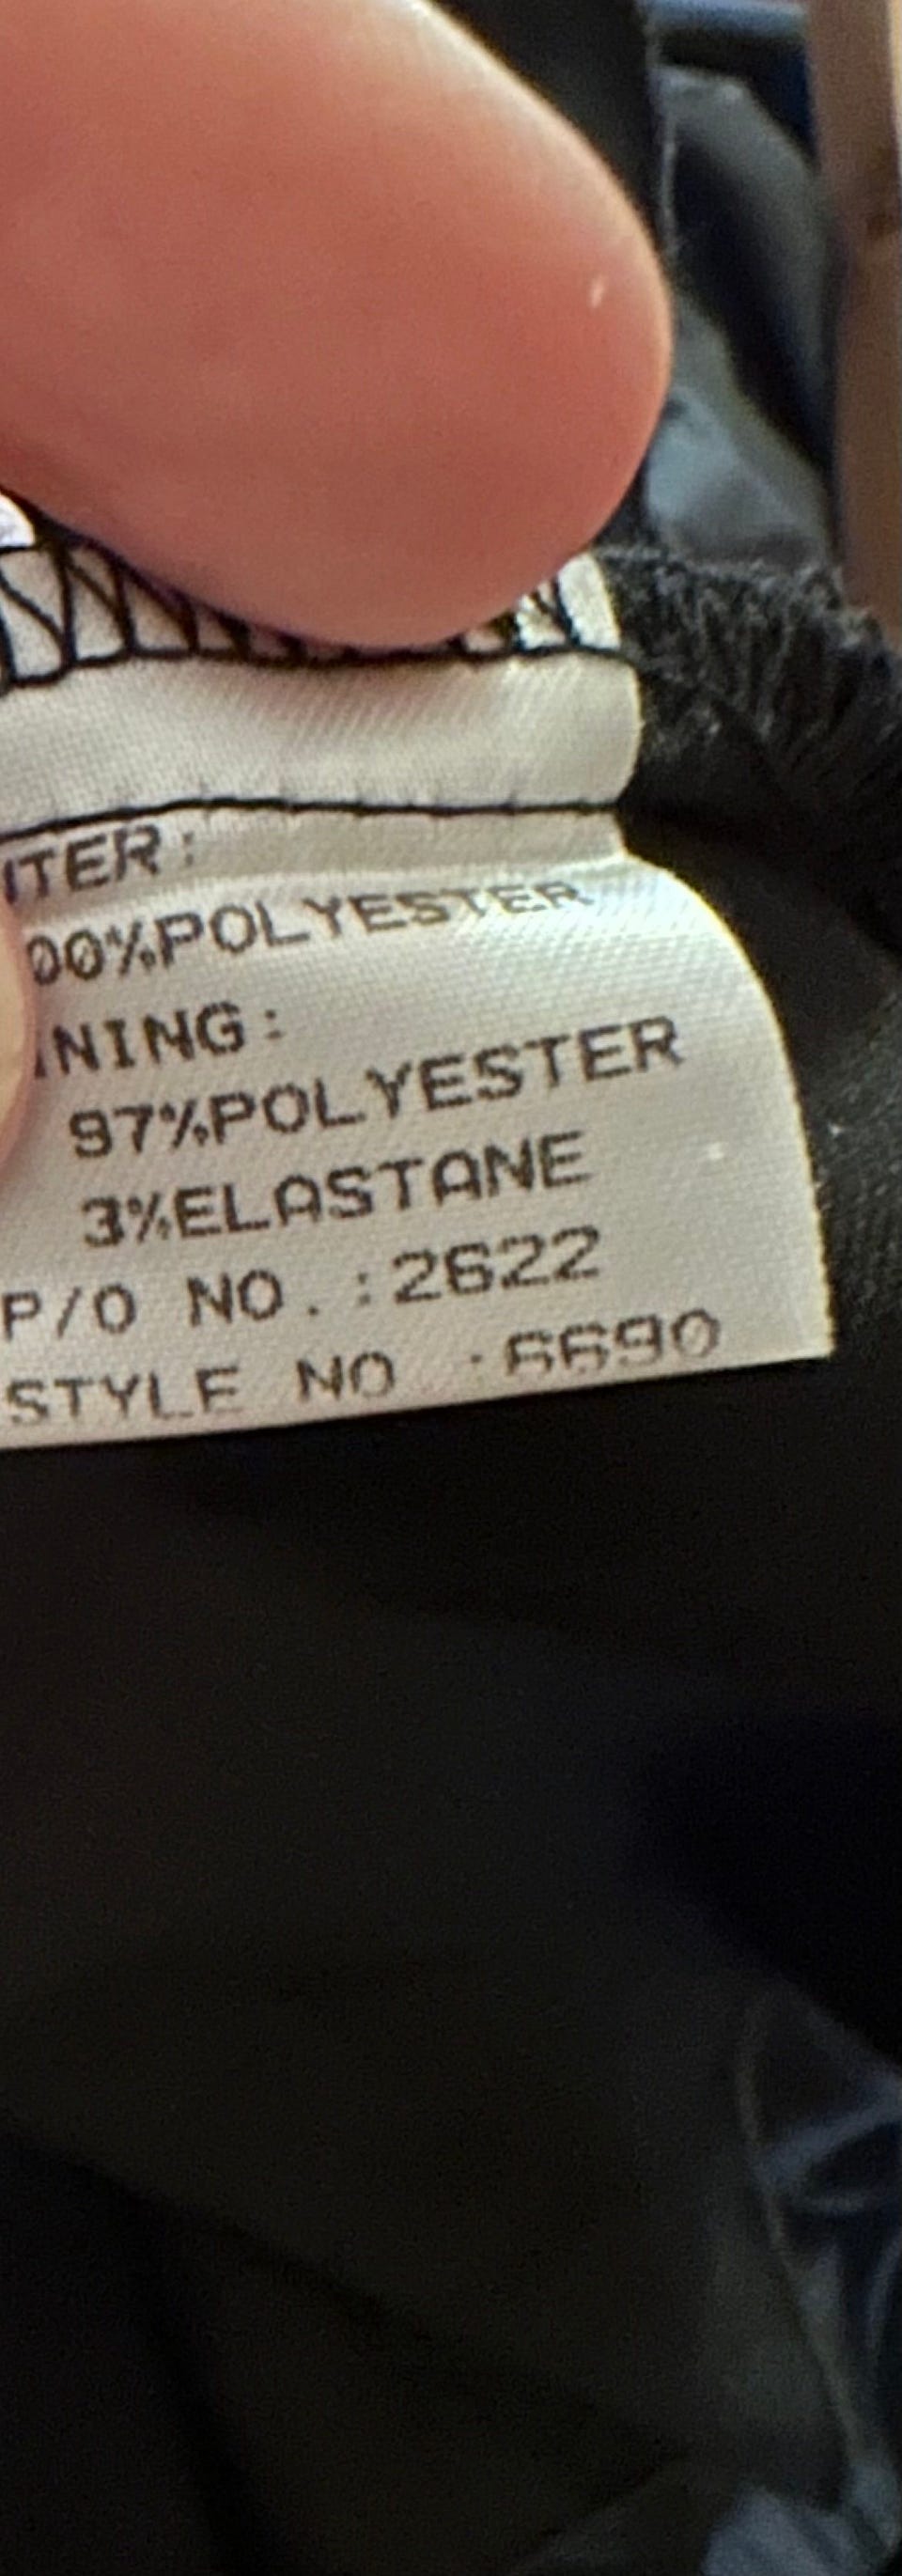 ITER:
00%POLYESTER
NING:
97%POLYESTER
3%ELASTANE
P/O NO.:2622
STYLE NO :6690